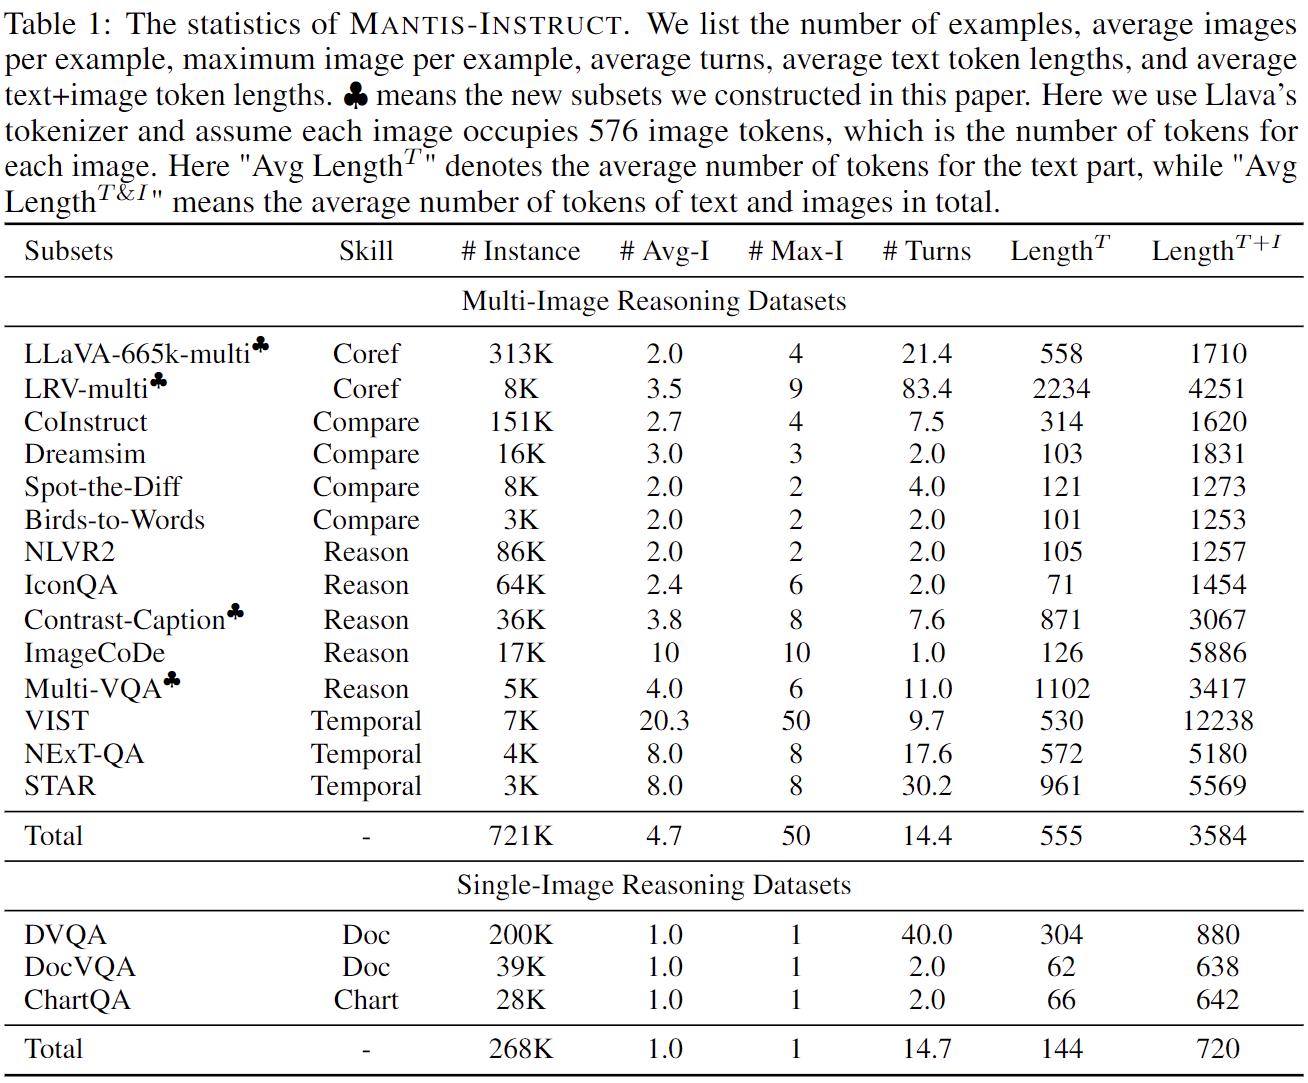 Table 1: The statistics of MANTIS-INSTRUCT. We list the number of examples, average images
per example, maximum image per example, average turns, average text token lengths, and average
text+image token lengths. ♣ means the new subsets we constructed in this paper. Here we use Llava's
tokenizer and assume each image occupies 576 image tokens, which is the number of tokens for
each image. Here "Avg Length^T" denotes the average number of tokens for the text part, while "Avg
Length^T&I" means the average number of tokens of text and images in total.
Subsets Skill # Instance # Avg-I # Max-I # Turns Length^T Length^T+I
Multi-Image Reasoning Datasets
LLaVA-665k-multi♣ Coref 313K 2.0 4 21.4 558 1710
LRV-multi♣ Coref 8K 3.5 9 83.4 2234 4251
CoInstruct Compare 151K 2.7 4 7.5 314 1620
Dreamsim Compare 16K 3.0 3 2.0 103 1831
Spot-the-Diff Compare 8K 2.0 2 4.0 121 1273
Birds-to-Words Compare 3K 2.0 2 2.0 101 1253
NLVR2 Reason 86K 2.0 2 2.0 105 1257
IconQA Reason 64K 2.4 6 2.0 71 1454
Contrast-Caption♣ Reason 36K 3.8 8 7.6 871 3067
ImageCoDe Reason 17K 10 10 1.0 126 5886
Multi-VQA♣ Reason 5K 4.0 6 11.0 1102 3417
VIST Temporal 7K 20.3 50 9.7 530 12238
NExT-QA Temporal 4K 8.0 8 17.6 572 5180
STAR Temporal 3K 8.0 8 30.2 961 5569
Total - 721K 4.7 50 14.4 555 3584
Single-Image Reasoning Datasets
DVQA Doc 200K 1.0 1 40.0 304 880
DocVQA Doc 39K 1.0 1 2.0 62 638
ChartQA Chart 28K 1.0 1 2.0 66 642
Total - 268K 1.0 1 14.7 144 720